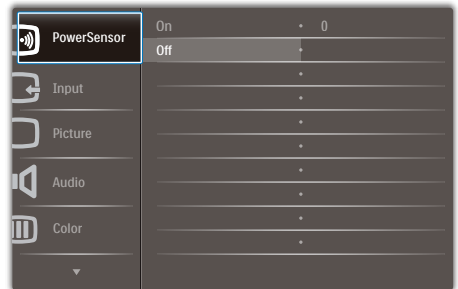 PowerSensor
On • 0
Off •
Input
Picture
Audio
Color